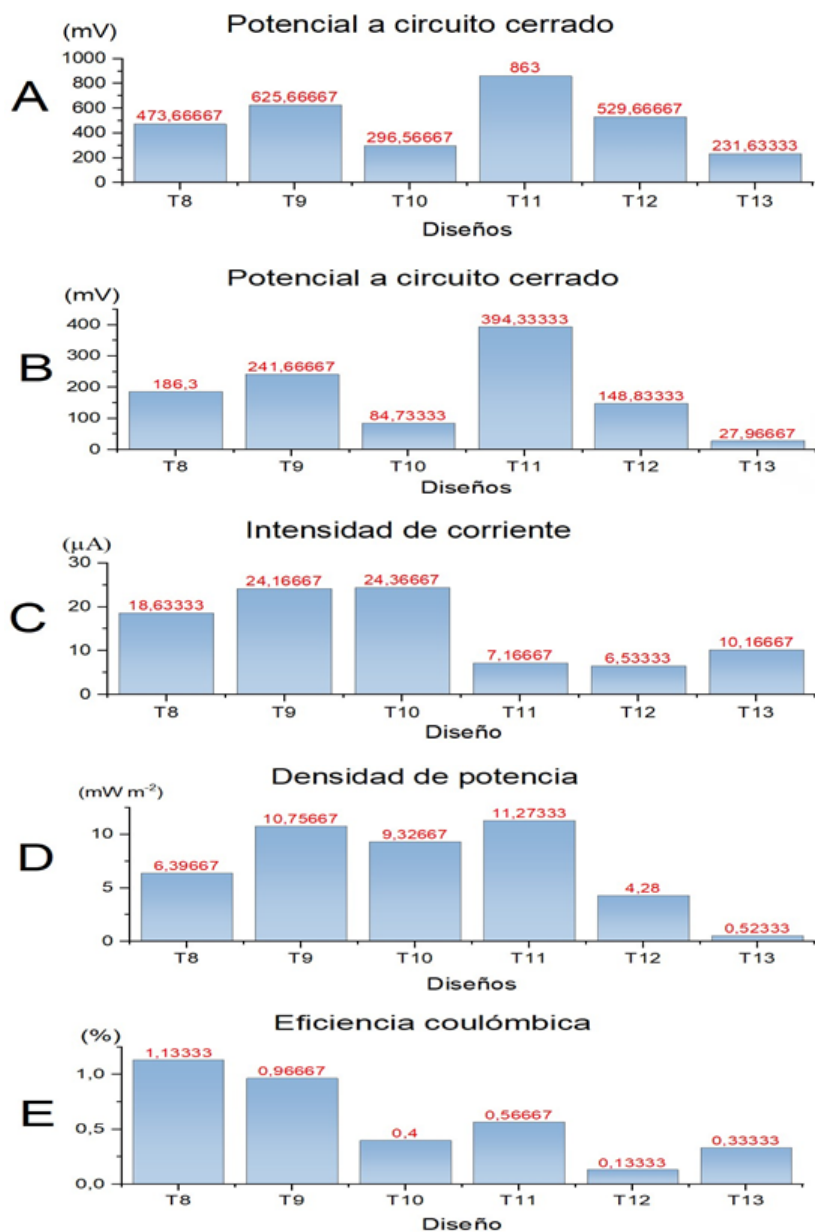 Potencial a circuito cerrado
(mV)
A
1000
800
600
400
200
0
473,66667
625,66667
296,56667
863
529,66667
231,63333
T8 T9 T10 T11 T12 T13
Diseños
Potencial a circuito cerrado
(mV)
B
400
300
200
100
0
186,3
241,66667
84,73333
394,33333
148,83333
27,96667
T8 T9 T10 T11 T12 T13
Diseños
Intensidad de corriente
(µA)
C
30
20
10
0
18,63333
24,16667
24,36667
7,16667
6,53333
10,16667
T8 T9 T10 T11 T12 T13
Diseño
Densidad de potencia
(mW m⁻²)
D
10
5
0
6,39667
10,75667
9,32667
11,27333
4,28
0,52333
T8 T9 T10 T11 T12 T13
Diseños
Eficiencia coulómbica
(%)
E
1,0
0,5
0,0
1,13333
0,96667
0,4
0,56667
0,13333
0,33333
T8 T9 T10 T11 T12 T13
Diseño